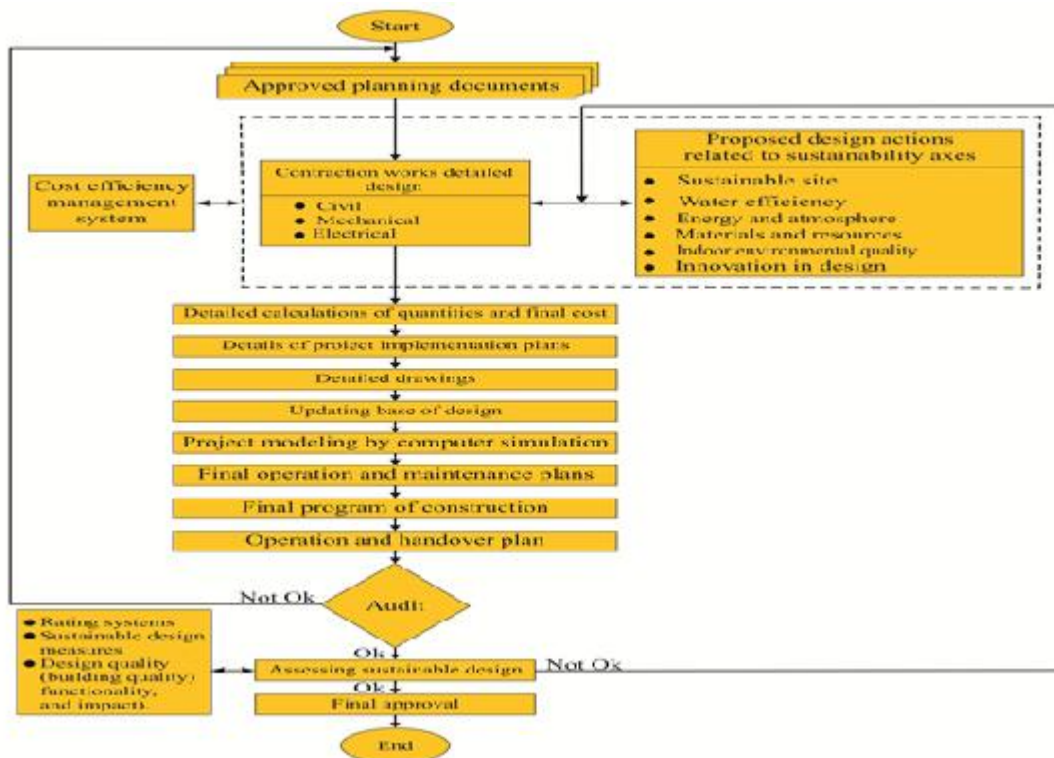 Start
Approved planning documents
Cost efficiency
management
system
Contraction works detailed
design
● Civil
● Mechanical
● Electrical
Proposed design actions
related to sustainability axes
● Sustainable site
● Water efficiency
● Energy and atmosphere
● Materials and resources
● Indoor environmental quality
● Innovation in design
Detailed calculations of quantities and final cost
Details of project implementation plans
Detailed drawings
Updating base of design
Project modeling by computer simulation
Final operation and maintenance plans
Final program of construction
Operation and handover plan
Not Ok
Audi:
Ok
● Rating systems
● Sustainable design
measures
● Design quality
(building quality)
functionality,
and impact).
Assessing sustainable design
Not Ok
Ok
Final approval
End